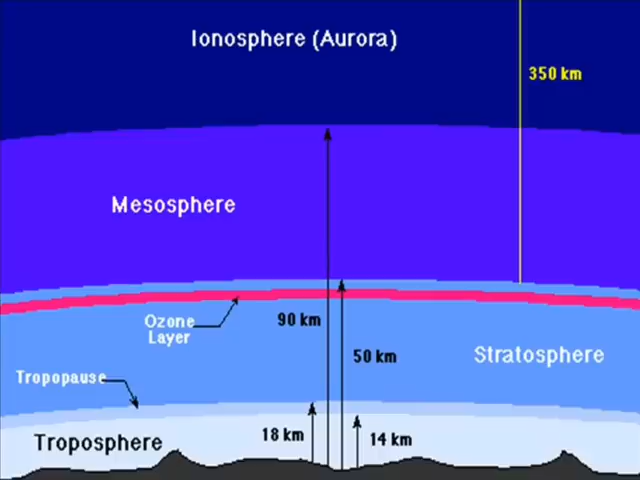 Ionosphere (Aurora)
350 km
Mesosphere
Ozone
Layer
90 km
50 km
Stratosphere
Tropopause
18 km
14 km
Troposphere